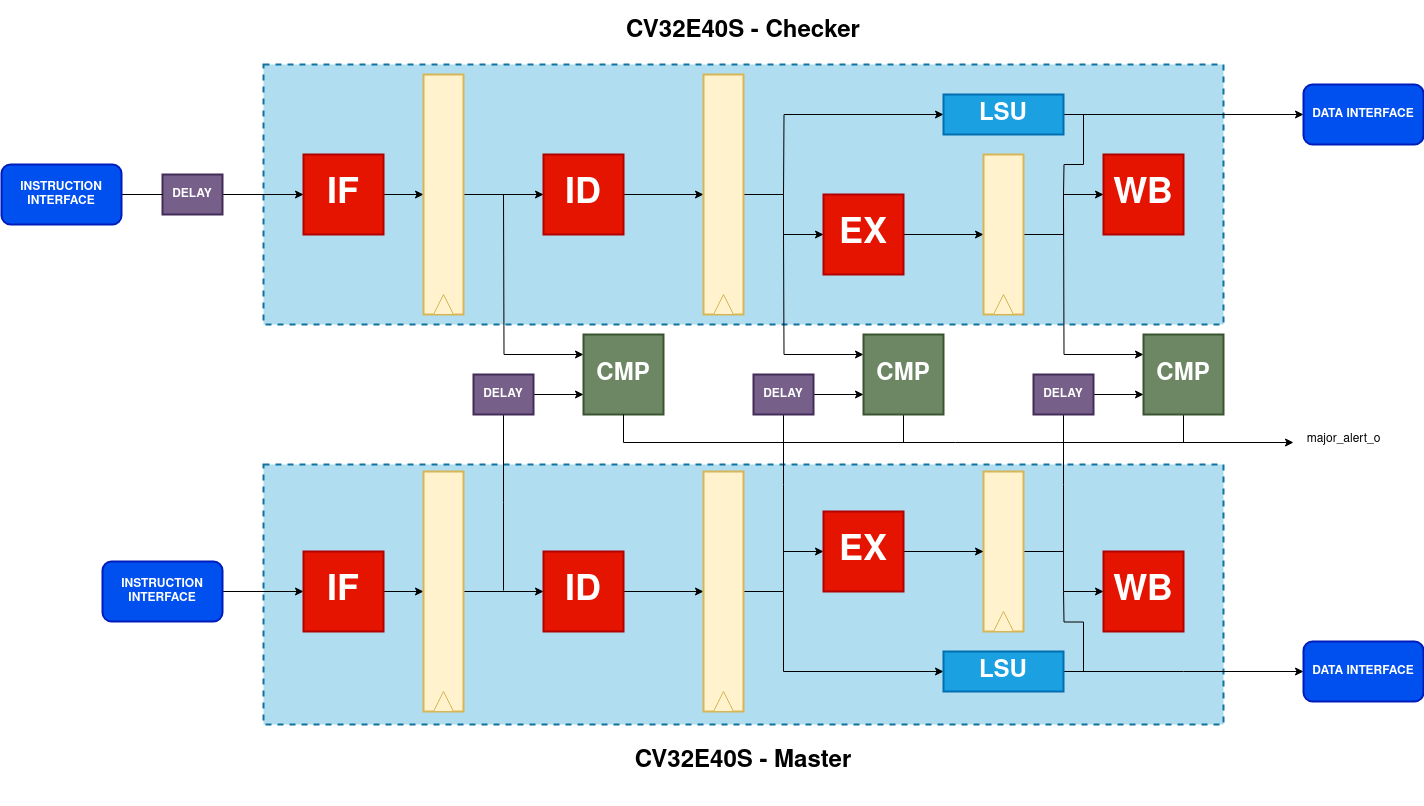 CV32E40S - Checker
LSU
DATA INTERFACE
INSTRUCTION
INTERFACE
DELAY
IF
ID
EX
WB
CMP
CMP
CMP
DELAY
DELAY
DELAY
major_alert_o
EX
INSTRUCTION
INTERFACE
IF
ID
WB
LSU
DATA INTERFACE
CV32E40S - Master